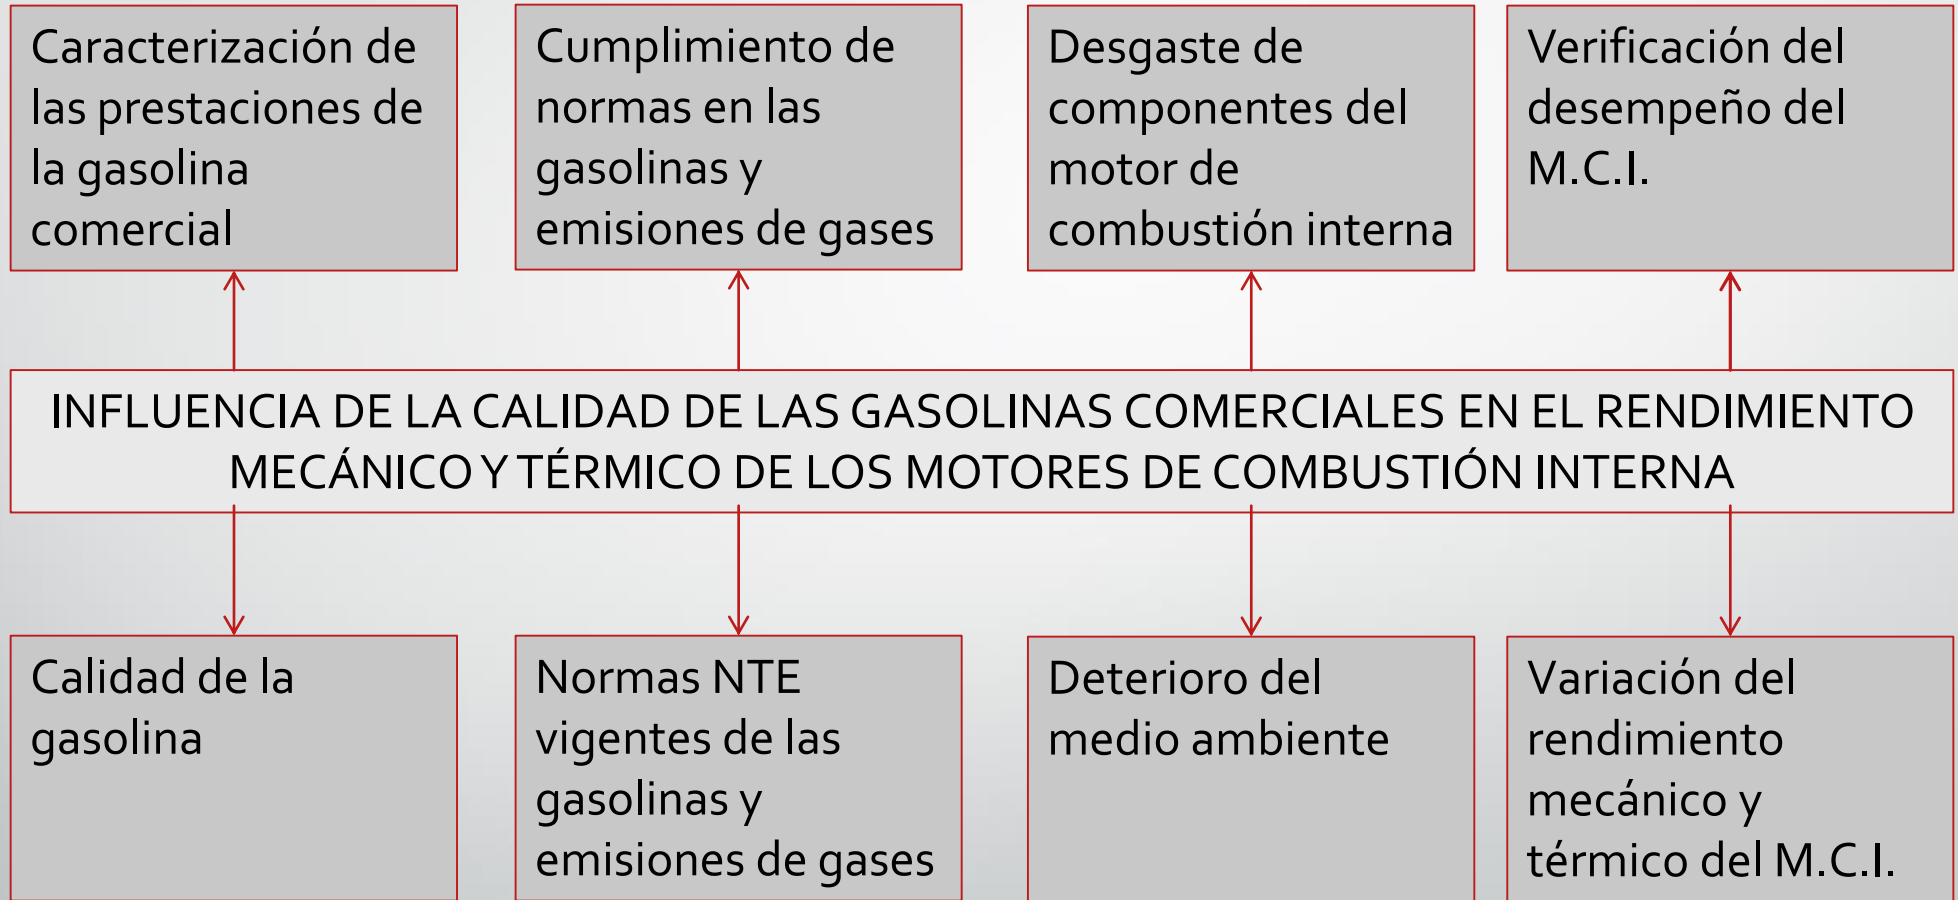 Caracterización de
las prestaciones de
la gasolina
comercial
Cumplimiento de
normas en las
gasolinas y
emisiones de gases
Desgaste de
componentes del
motor de
combustión interna
Verificación del
desempeño del
M.C.I.
INFLUENCIA DE LA CALIDAD DE LAS GASOLINAS COMERCIALES EN EL RENDIMIENTO
MECÁNICO Y TÉRMICO DE LOS MOTORES DE COMBUSTIÓN INTERNA
Calidad de la
gasolina
Normas NTE
vigentes de las
gasolinas y
emisiones de gases
Deterioro del
medio ambiente
Variación del
rendimiento
mecánico y
térmico del M.C.I.